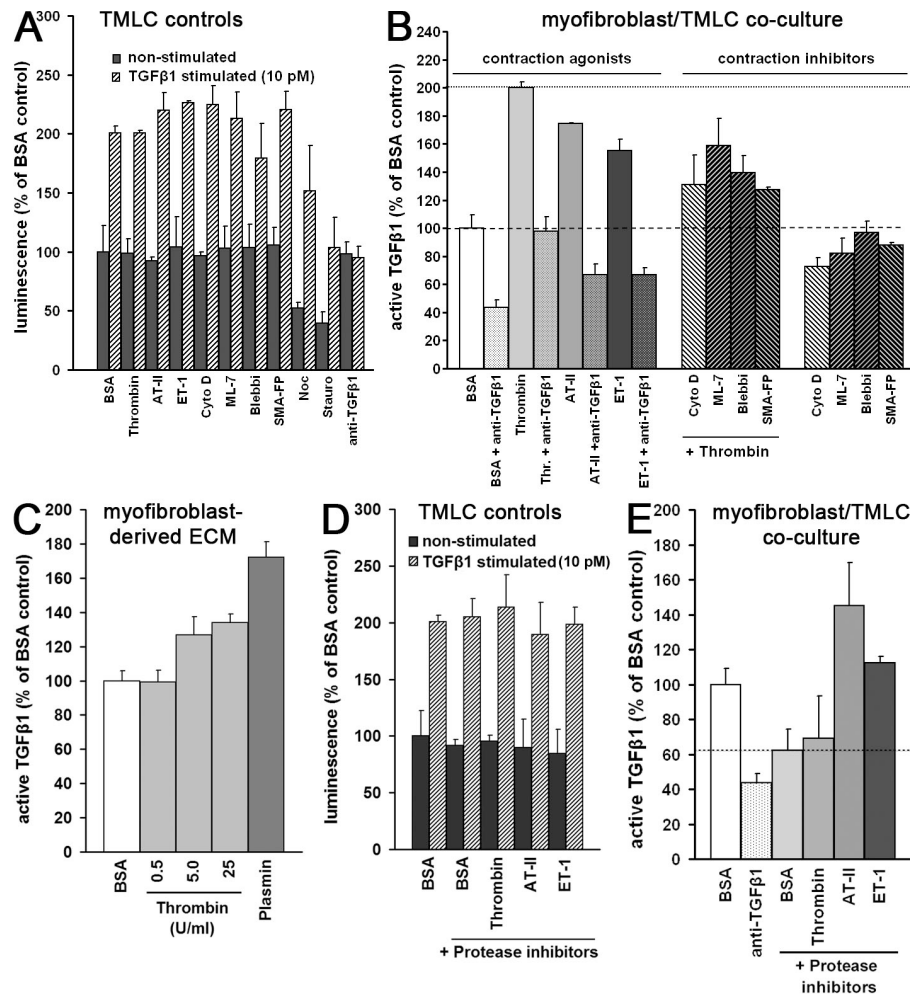 A
TMLC controls
non-stimulated
TGFβ1 stimulated (10 pM)
luminescence (% of BSA control)
300
250
200
150
100
50
0
BSA
Thrombin
AT-II
ET-1
Cyto D
ML-7
Blebbi
SMA-FP
Noc
Stauro
anti-TGFβ1
B
myofibroblast/TMLC co-culture
contraction agonists
contraction inhibitors
active TGFβ1 (% of BSA control)
240
220
200
180
160
140
120
100
80
60
40
20
0
BSA
BSA + anti-TGFβ1
Thrombin
Thr. + anti-TGFβ1
AT-II
AT-II +anti-TGFβ1
ET-1
ET-1 + anti-TGFβ1
Cyto D
ML-7
Blebbi
SMA-FP
+ Thrombin
Cyto D
ML-7
Blebbi
SMA-FP
C
myofibroblast-
derived ECM
active TGFβ1 (% of BSA control)
200
180
160
140
120
100
80
60
40
20
0
BSA
0.5
5.0
25
Plasmin
Thrombin
(U/ml)
D
TMLC controls
non-stimulated
TGFβ1 stimulated (10 pM)
luminescence (% of BSA control)
300
250
200
150
100
50
0
BSA
BSA
Thrombin
AT-II
ET-1
+ Protease inhibitors
E
myofibroblast/TMLC
co-culture
active TGFβ1 (% of BSA control)
200
180
160
140
120
100
80
60
40
20
0
BSA
anti-TGFβ1
BSA
Thrombin
AT-II
ET-1
+ Protease
inhibitors